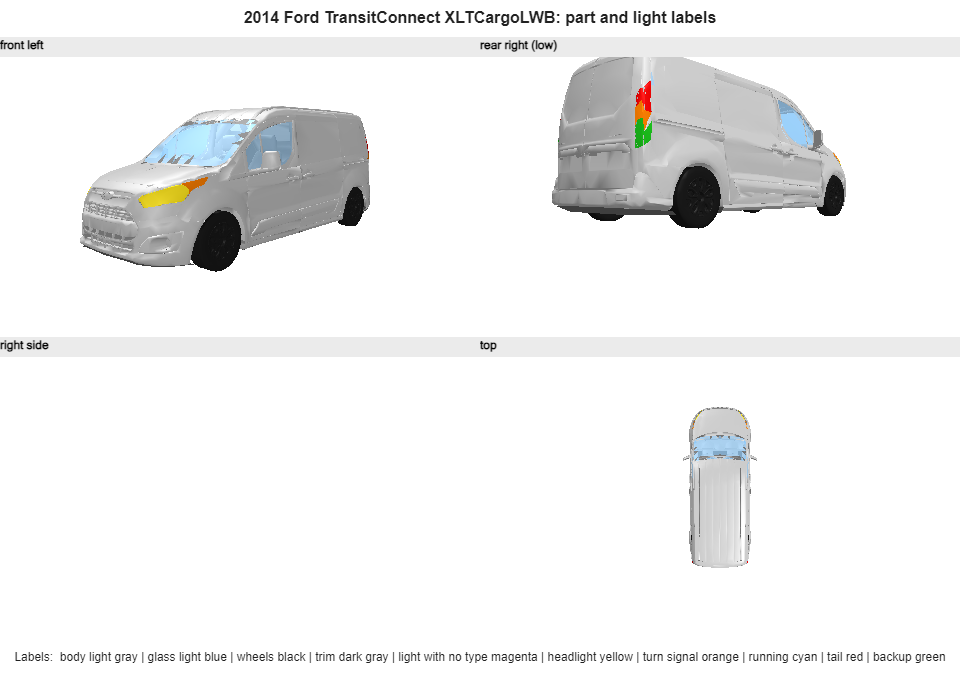 2014 Ford TransitConnect XLTCargoLWB: part and light labels
front left
rear right (low)
right side
top
Labels: body light gray | glass light blue | wheels black | trim dark gray | light with no type magenta | headlight yellow | turn signal orange | running cyan | tail red | backup green